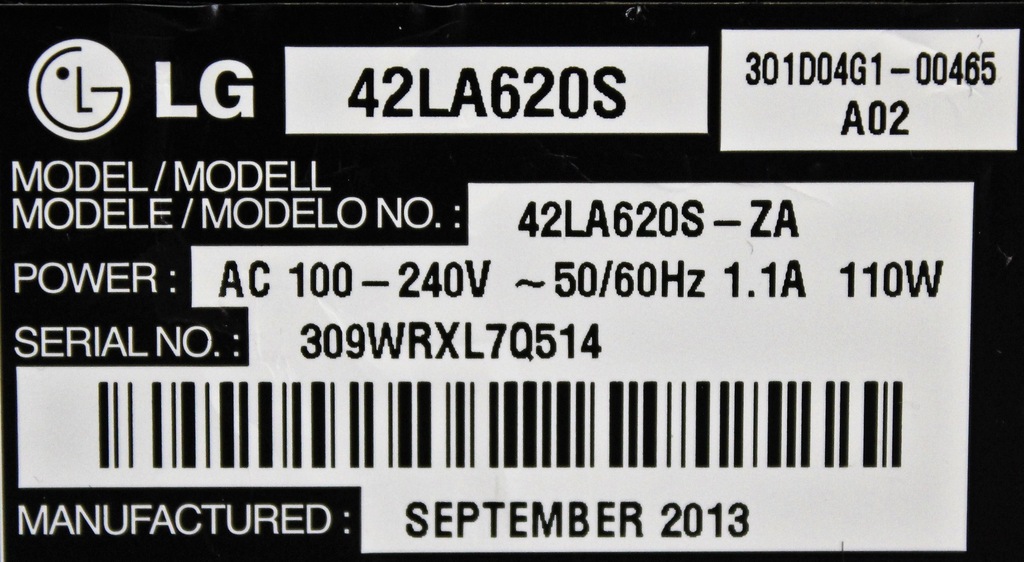 LG 42LA620S 301D04G1-00465
A02
MODEL / MODELL
MODELE / MODELO NO. : 42LA620S-ZA
POWER : AC 100-240V ~50/60Hz 1.1A 110W
SERIAL NO. : 309WRXL7Q514
MANUFACTURED : SEPTEMBER 2013